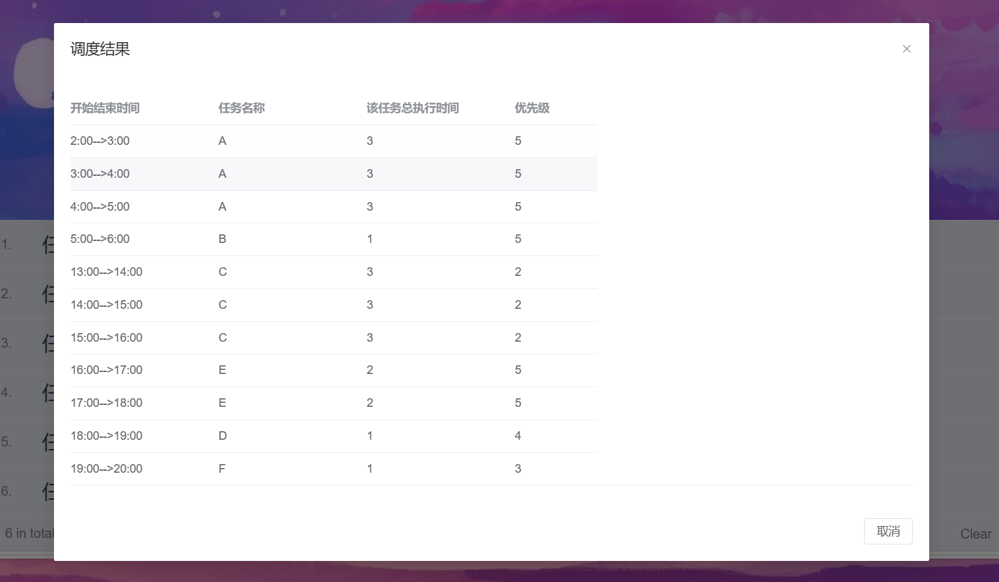 调度结果
开始结束时间 任务名称 该任务总执行时间 优先级
2:00-->3:00 A 3 5
3:00-->4:00 A 3 5
4:00-->5:00 A 3 5
5:00-->6:00 B 1 5
13:00-->14:00 C 3 2
14:00-->15:00 C 3 2
15:00-->16:00 C 3 2
16:00-->17:00 E 2 5
17:00-->18:00 E 2 5
18:00-->19:00 D 1 4
19:00-->20:00 F 1 3
取消
1. 任
2. 任
3. 任
4. 任
5. 任
6. 任
6 in total Clear